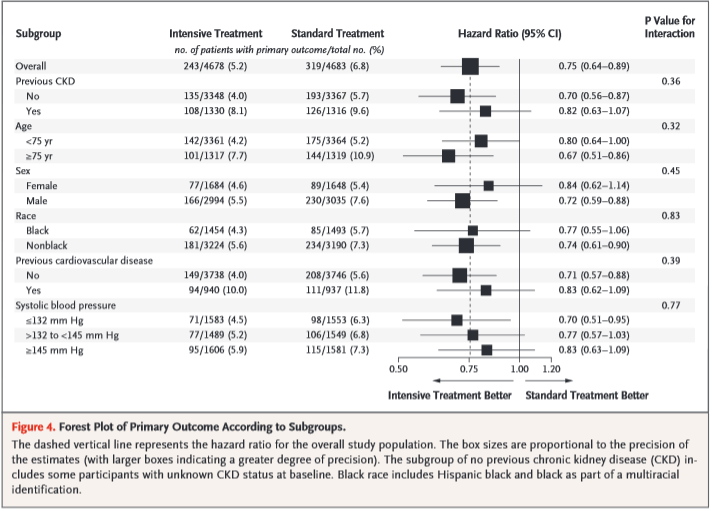 Subgroup Intensive Treatment Standard Treatment Hazard Ratio (95% CI) P Value for Interaction
no. of patients with primary outcome/total no. (%)
Overall 243/4678 (5.2) 319/4683 (6.8) 0.75 (0.64–0.89)
Previous CKD 0.36
No 135/3348 (4.0) 193/3367 (5.7) 0.70 (0.56–0.87)
Yes 108/1330 (8.1) 126/1316 (9.6) 0.82 (0.63–1.07)
Age 0.32
<75 yr 142/3361 (4.2) 175/3364 (5.2) 0.80 (0.64–1.00)
≥75 yr 101/1317 (7.7) 144/1319 (10.9) 0.67 (0.51–0.86)
Sex 0.45
Female 77/1684 (4.6) 89/1648 (5.4) 0.84 (0.62–1.14)
Male 166/2994 (5.5) 230/3035 (7.6) 0.72 (0.59–0.88)
Race 0.83
Black 62/1454 (4.3) 85/1493 (5.7) 0.77 (0.55–1.06)
Nonblack 181/3224 (5.6) 234/3190 (7.3) 0.74 (0.61–0.90)
Previous cardiovascular disease 0.39
No 149/3738 (4.0) 208/3746 (5.6) 0.71 (0.57–0.88)
Yes 94/940 (10.0) 111/937 (11.8) 0.83 (0.62–1.09)
Systolic blood pressure 0.77
≤132 mm Hg 71/1583 (4.5) 98/1553 (6.3) 0.70 (0.51–0.95)
>132 to <145 mm Hg 77/1489 (5.2) 106/1549 (6.8) 0.77 (0.57–1.03)
≥145 mm Hg 95/1606 (5.9) 115/1581 (7.3) 0.83 (0.63–1.09)
0.50 0.75 1.00 1.20
Intensive Treatment Better Standard Treatment Better
Figure 4. Forest Plot of Primary Outcome According to Subgroups.
The dashed vertical line represents the hazard ratio for the overall study population. The box sizes are proportional to the precision of
the estimates (with larger boxes indicating a greater degree of precision). The subgroup of no previous chronic kidney disease (CKD) in-
cludes some participants with unknown CKD status at baseline. Black race includes Hispanic black and black as part of a multiracial
identification.